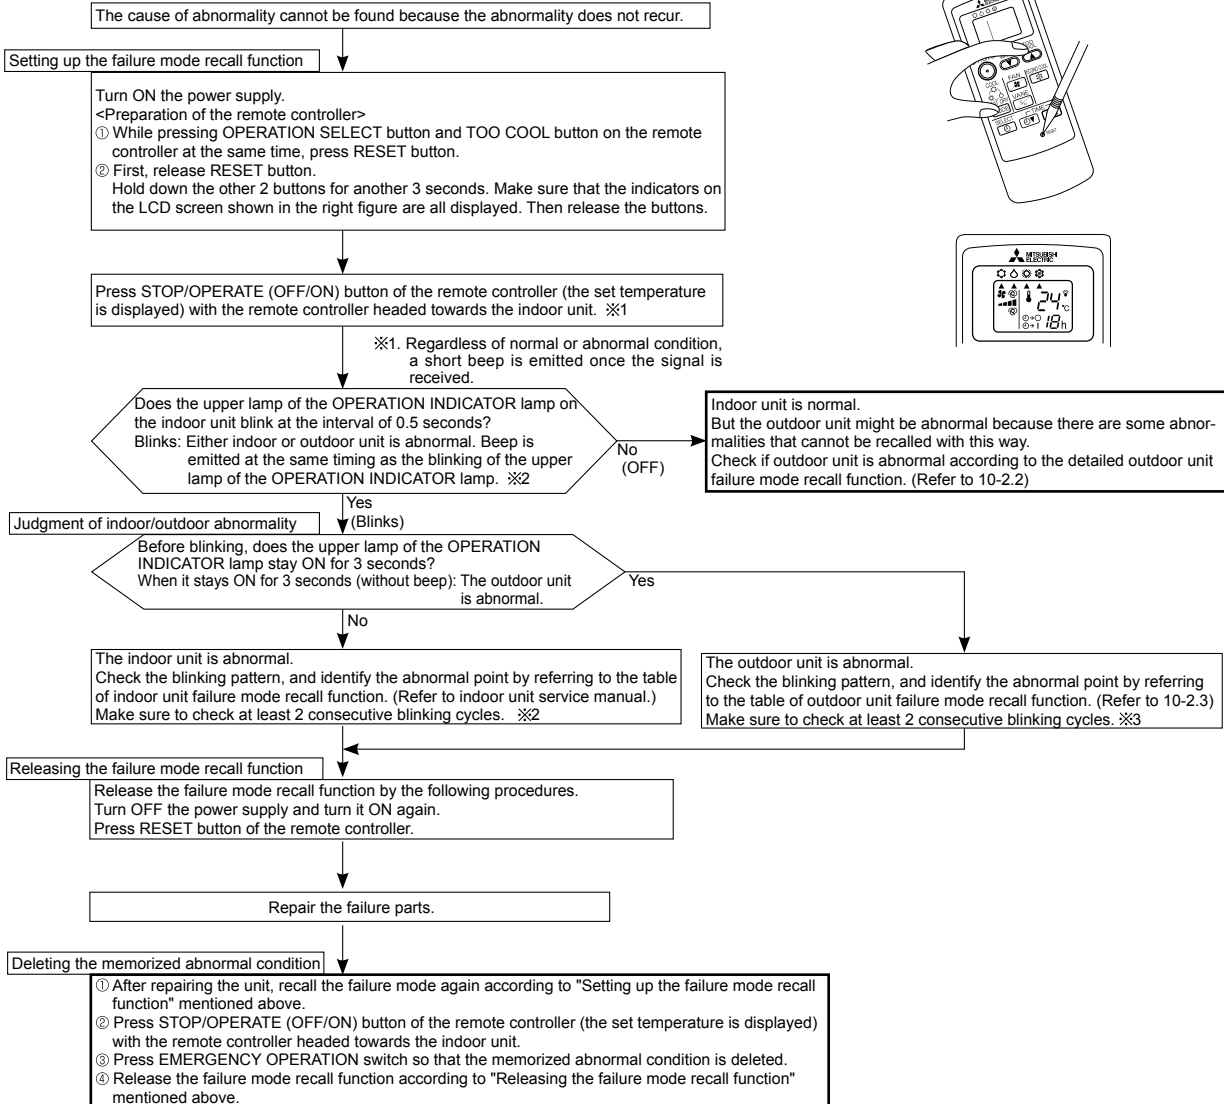 The cause of abnormality cannot be found because the abnormality does not recur.
Setting up the failure mode recall function
Turn ON the power supply.
<Preparation of the remote controller>
① While pressing OPERATION SELECT button and TOO COOL button on the remote
controller at the same time, press RESET button.
② First, release RESET button.
Hold down the other 2 buttons for another 3 seconds. Make sure that the indicators on
the LCD screen shown in the right figure are all displayed. Then release the buttons.
FAN
ECONO COOL
COOL
VANE
SELECT
TIME
RESET
MITSUBISHI
ELECTRIC
24°C
18h
Press STOP/OPERATE (OFF/ON) button of the remote controller (the set temperature
is displayed) with the remote controller headed towards the indoor unit. ※1
※1. Regardless of normal or abnormal condition,
a short beep is emitted once the signal is
received.
Does the upper lamp of the OPERATION INDICATOR lamp on
the indoor unit blink at the interval of 0.5 seconds?
Blinks: Either indoor or outdoor unit is abnormal. Beep is
emitted at the same timing as the blinking of the upper
lamp of the OPERATION INDICATOR lamp. ※2
No
(OFF)
Indoor unit is normal.
But the outdoor unit might be abnormal because there are some abnor-
malities that cannot be recalled with this way.
Check if outdoor unit is abnormal according to the detailed outdoor unit
failure mode recall function. (Refer to 10-2.2)
Yes
(Blinks)
Judgment of indoor/outdoor abnormality
Before blinking, does the upper lamp of the OPERATION
INDICATOR lamp stay ON for 3 seconds?
When it stays ON for 3 seconds (without beep): The outdoor unit
is abnormal.
Yes
No
The indoor unit is abnormal.
Check the blinking pattern, and identify the abnormal point by referring to the table
of indoor unit failure mode recall function. (Refer to indoor unit service manual.)
Make sure to check at least 2 consecutive blinking cycles. ※2
The outdoor unit is abnormal.
Check the blinking pattern, and identify the abnormal point by referring
to the table of outdoor unit failure mode recall function. (Refer to 10-2.3)
Make sure to check at least 2 consecutive blinking cycles. ※3
Releasing the failure mode recall function
Release the failure mode recall function by the following procedures.
Turn OFF the power supply and turn it ON again.
Press RESET button of the remote controller.
Repair the failure parts.
Deleting the memorized abnormal condition
① After repairing the unit, recall the failure mode again according to "Setting up the failure mode recall
function" mentioned above.
② Press STOP/OPERATE (OFF/ON) button of the remote controller (the set temperature is displayed)
with the remote controller headed towards the indoor unit.
③ Press EMERGENCY OPERATION switch so that the memorized abnormal condition is deleted.
④ Release the failure mode recall function according to "Releasing the failure mode recall function"
mentioned above.